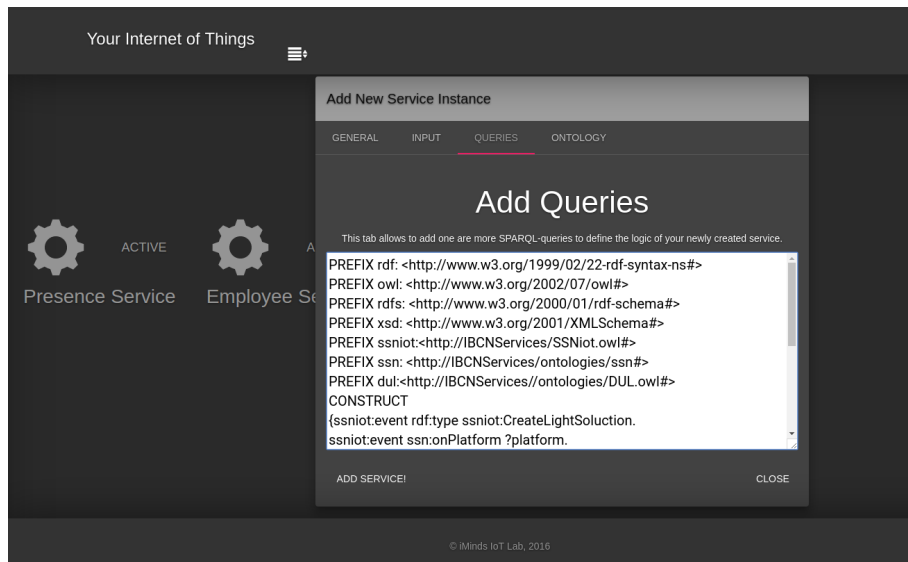 Your Internet of Things
Add New Service Instance
GENERAL INPUT QUERIES ONTOLOGY
Add Queries
This tab allows to add one are more SPARQL-queries to define the logic of your newly created service.
ACTIVE
Presence Service
A
Employee Se
PREFIX rdf: <http://www.w3.org/1999/02/22-rdf-syntax-ns#>
PREFIX owl: <http://www.w3.org/2002/07/owl#>
PREFIX rdfs: <http://www.w3.org/2000/01/rdf-schema#>
PREFIX xsd: <http://www.w3.org/2001/XMLSchema#>
PREFIX ssniot:<http://IBCNServices/SSNiot.owl#>
PREFIX ssn: <http://IBCNServices/ontologies/ssn#>
PREFIX dul:<http://IBCNServices//ontologies/DUL.owl#>
CONSTRUCT
{ssniot:event rdf:type ssniot:CreateLightSoluction.
ssniot:event ssn:onPlatform ?platform.
ADD SERVICE! CLOSE
© iMinds IoT Lab, 2016